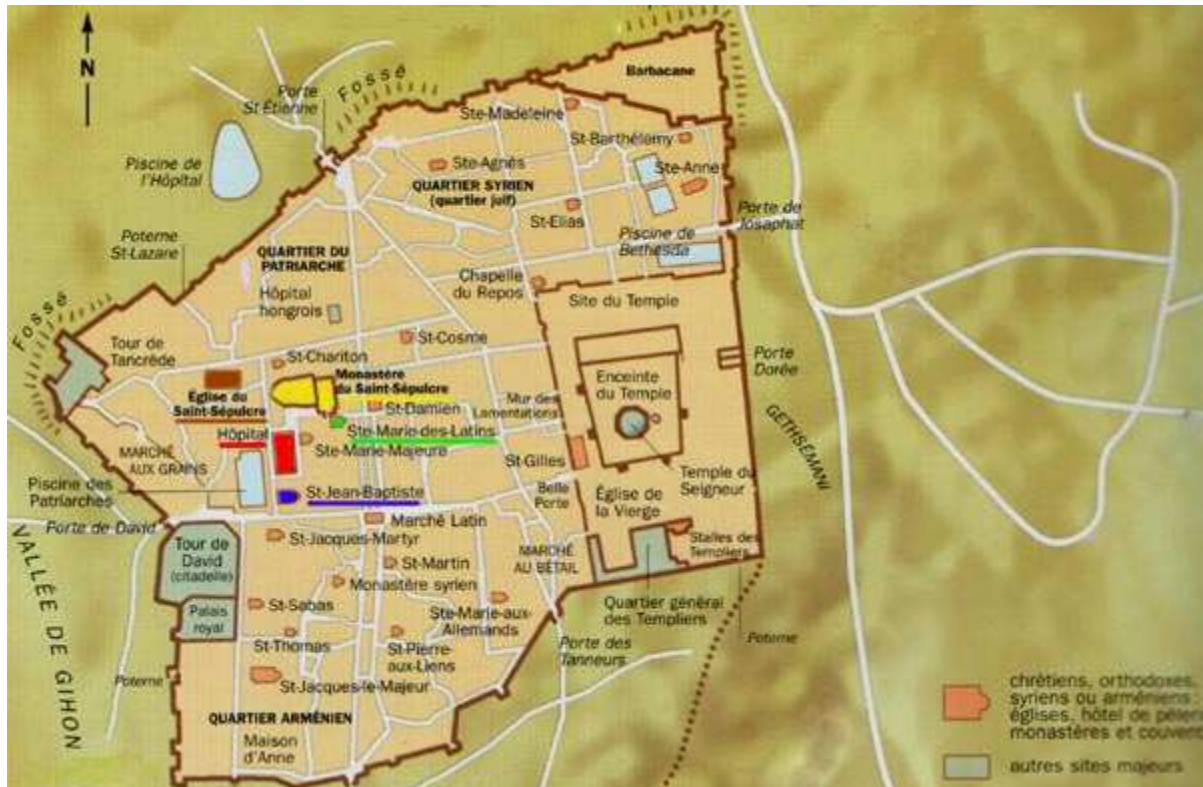 N
Fossé
Porte
St-Étienne
Fossé
Barbacane
Ste-Madeleine
St-Barthélemy
Piscine de
l'Hôpital
Ste-Agnès
Ste-Anne
QUARTIER SYRIEN
(quartier juif)
St-Elias
Porte de
Josaphat
Poterne
St-Lazare
Piscine de
Bethesda
QUARTIER DU
PATRIARCHE
Chapelle
du Repos
Hôpital
hongrois
Site du Temple
Tour de
Tancrède
St-Cosme
St-Chariton
Porte
Dorée
Monastère
du Saint-Sépulcre
Enceinte
du Temple
Église du
Saint-Sépulcre
St-Damien
Mur des
Lamentations
Hôpital
Ste-Marie-des-Latins
GETHSÉMANI
MARCHÉ
AUX GRAINS
Ste-Marie-Majeure
St-Gilles
Temple du
Seigneur
Piscine des
Patriarches
St-Jean-Baptiste
Belle
Porte
Église de
la Vierge
Porte de David
Marché Latin
Stalles des
Templiers
VALLÉE DE GIHON
Tour de
David
(citadelle)
St-Jacques-Martyr
MARCHÉ
AU BÉTAIL
St-Martin
Monastère syrien
Palais
royal
St-Sabas
Ste-Marie-aux-
Allemands
Quartier général
des Templiers
Poterne
St-Thomas
St-Pierre-
aux-Liens
Porte des
Tanneurs
Poterne
St-Jacques-le-Majeur
QUARTIER ARMÉNIEN
Maison
d'Anne
chrétiens, orthodoxes,
syriens ou arméniens
églises, hôtel de pèler
monastères et couvent
autres sites majeurs